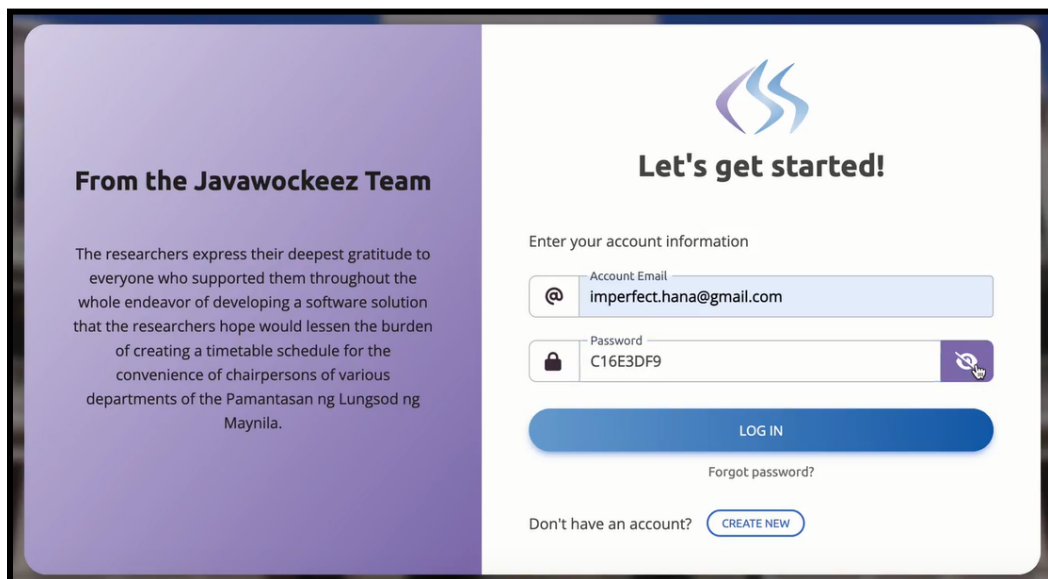 From the Javawockeez Team
The researchers express their deepest gratitude to
everyone who supported them throughout the
whole endeavor of developing a software solution
that the researchers hope would lessen the burden
of creating a timetable schedule for the
convenience of chairpersons of various
departments of the Pamantasan ng Lungsod ng
Maynila.
Let's get started!
Enter your account information
Account Email
@ imperfect.hana@gmail.com
Password
C16E3DF9
LOG IN
Forgot password?
Don't have an account? CREATE NEW